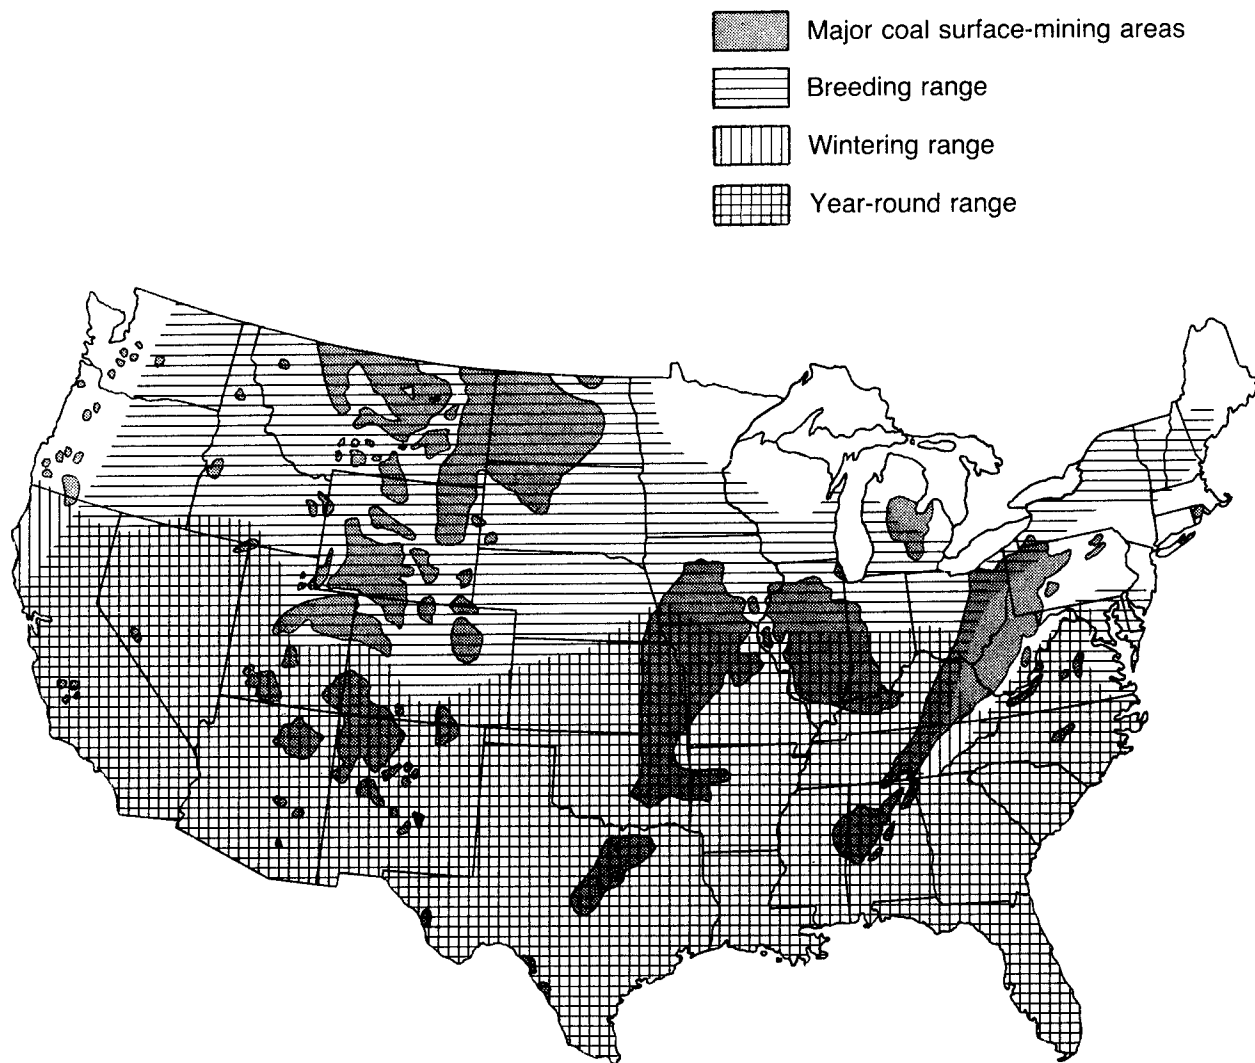 Major coal surface-mining areas
Breeding range
Wintering range
Year-round range